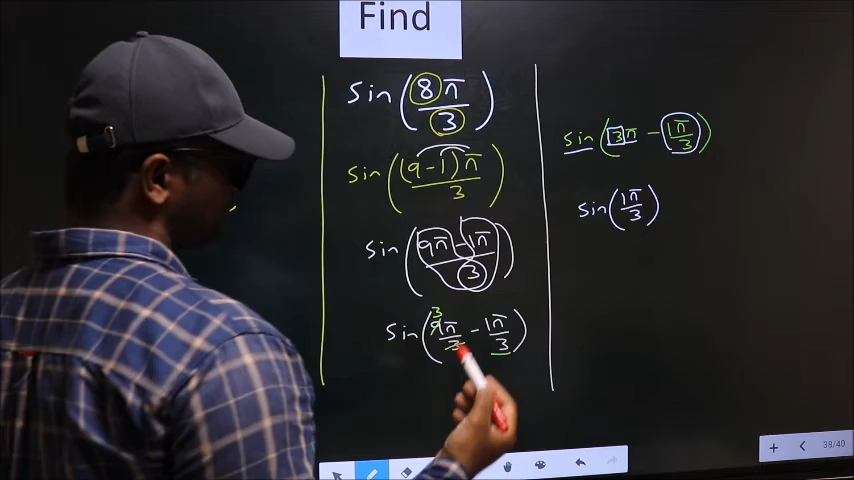 Find
sin(8π/3)
sin((9-1)π/3)
sin((9π-1π)/3)
3
sin(9π/3 - 1π/3)
sin(3π - 1π/3)
sin(1π/3)
38/40